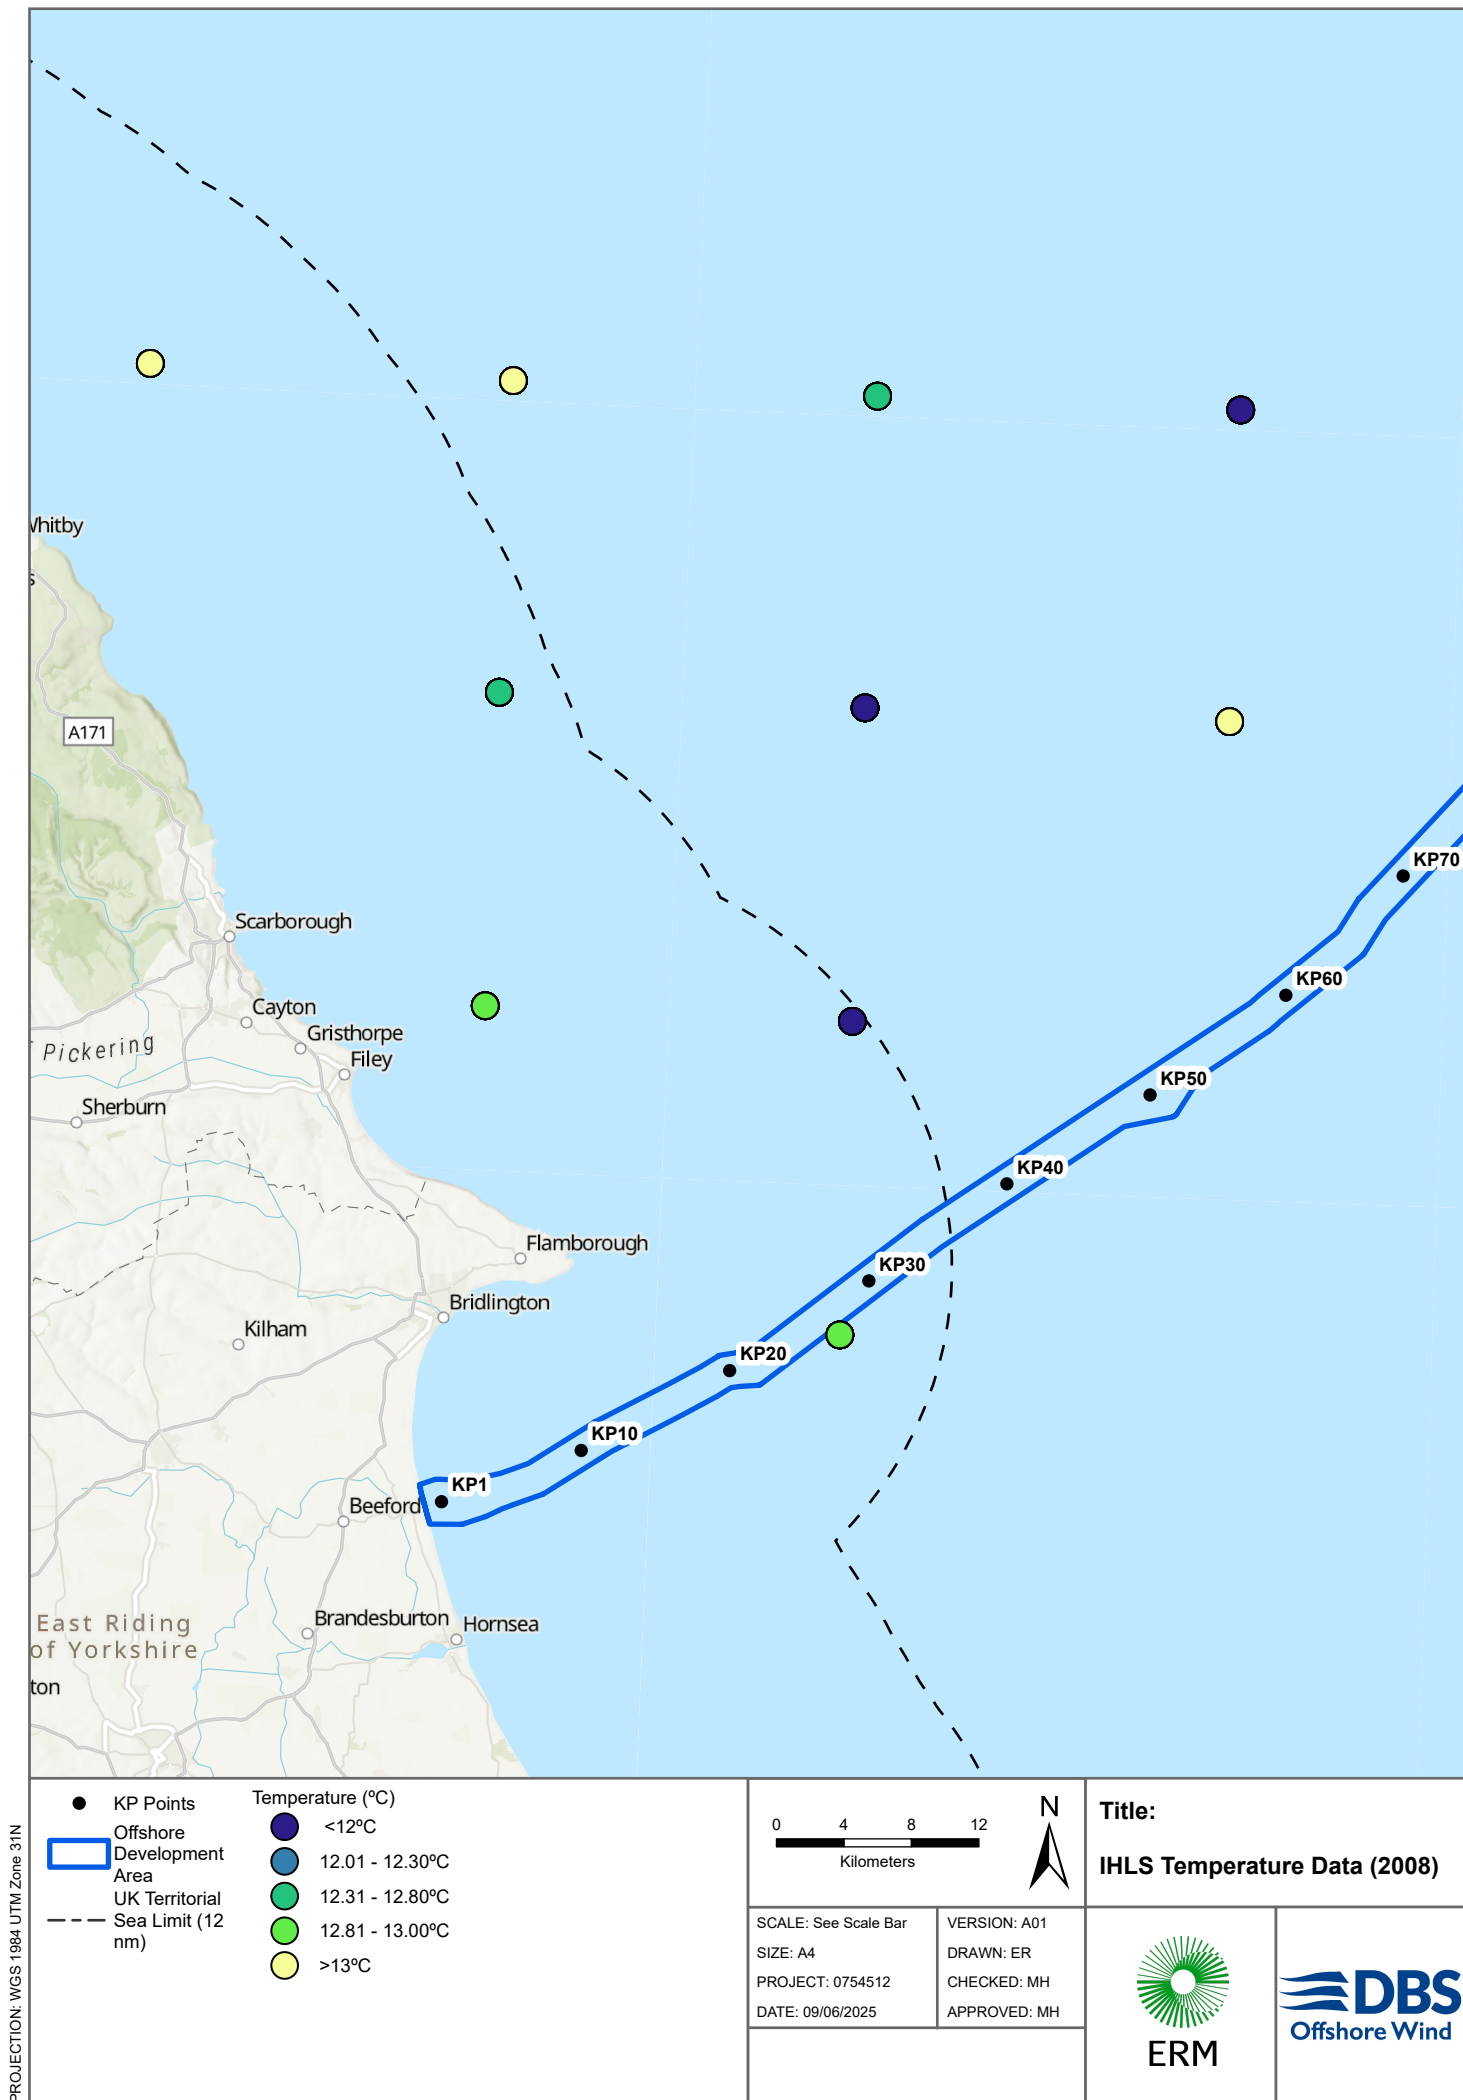 Whitby
s
A171
Scarborough
Cayton
Gristhorpe
Filey
Pickering
Sherburn
Flamborough
Bridlington
Kilham
Beeford
Brandesburton
Hornsea
East Riding
of Yorkshire
ton
KP70
KP60
KP50
KP40
KP30
KP20
KP10
KP1
PROJECTION: WGS 1984 UTM Zone 31N
KP Points
Offshore
Development
Area
UK Territorial
Sea Limit (12
nm)
Temperature (ºC)
<12ºC
12.01 - 12.30ºC
12.31 - 12.80ºC
12.81 - 13.00ºC
>13ºC
0 4 8 12
Kilometers
N
SCALE: See Scale Bar
SIZE: A4
PROJECT: 0754512
DATE: 09/06/2025
VERSION: A01
DRAWN: ER
CHECKED: MH
APPROVED: MH
Title:
IHLS Temperature Data (2008)
ERM
DBS
Offshore Wind